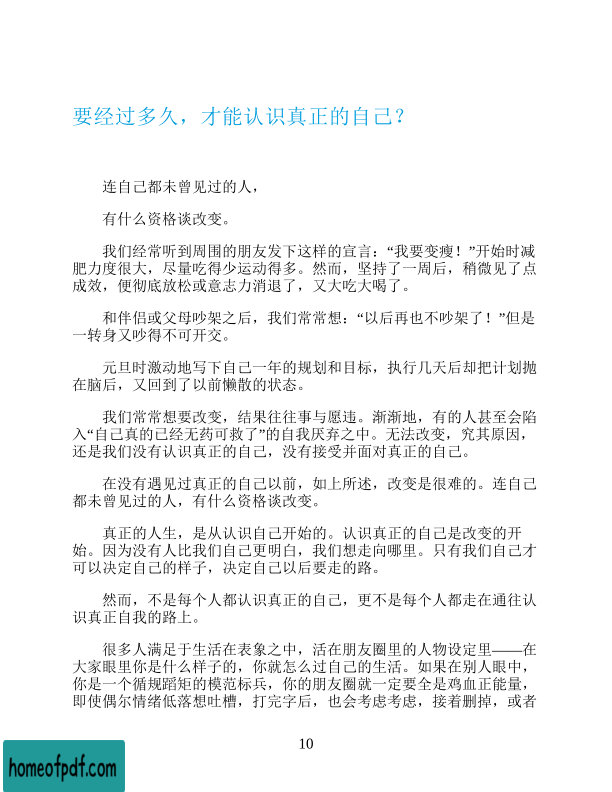 要经过多久，才能认识真正的自己？
连自己都未曾见过的人，
有什么资格谈改变。
我们经常听到周围的朋友发下这样的宣言：“我要变瘦！”开始时减
肥力度很大，尽量吃得少运动得多。然而，坚持了一周后，稍微见了点
成效，便彻底放松或意志力消退了，又大吃大喝了。
和伴侣或父母吵架之后，我们常常想：“以后再也不吵架了！”但是
一转身又吵得不可开交。
元旦时激动地写下自己一年的规划和目标，执行几天后却把计划抛
在脑后，又回到了以前懒散的状态。
我们常常想要改变，结果往往事与愿违。渐渐地，有的人甚至会陷
入“自己真的已经无药可救了”的自我厌弃之中。无法改变，究其原因，
还是我们没有认识真正的自己，没有接受并面对真正的自己。
在没有遇见过真正的自己以前，如上所述，改变是很难的。连自己
都未曾见过的人，有什么资格谈改变。
真正的人生，是从认识自己开始的。认识真正的自己是改变的开
始。因为没有人比我们自己更明白，我们想走向哪里。只有我们自己才
可以决定自己的样子，决定自己以后要走的路。
然而，不是每个人都认识真正的自己，更不是每个人都走在通往认
识真正自我的路上。
很多人满足于生活在表象之中，活在朋友圈里的人物设定里——在
大家眼里你是什么样子的，你就怎么过自己的生活。如果在别人眼中，
你是一个循规蹈矩的模范标兵，你的朋友圈就一定要全是鸡血正能量，
即使偶尔情绪低落想吐槽，打完字后，也会考虑考虑，接着删掉，或者
10
homeofpdf.com